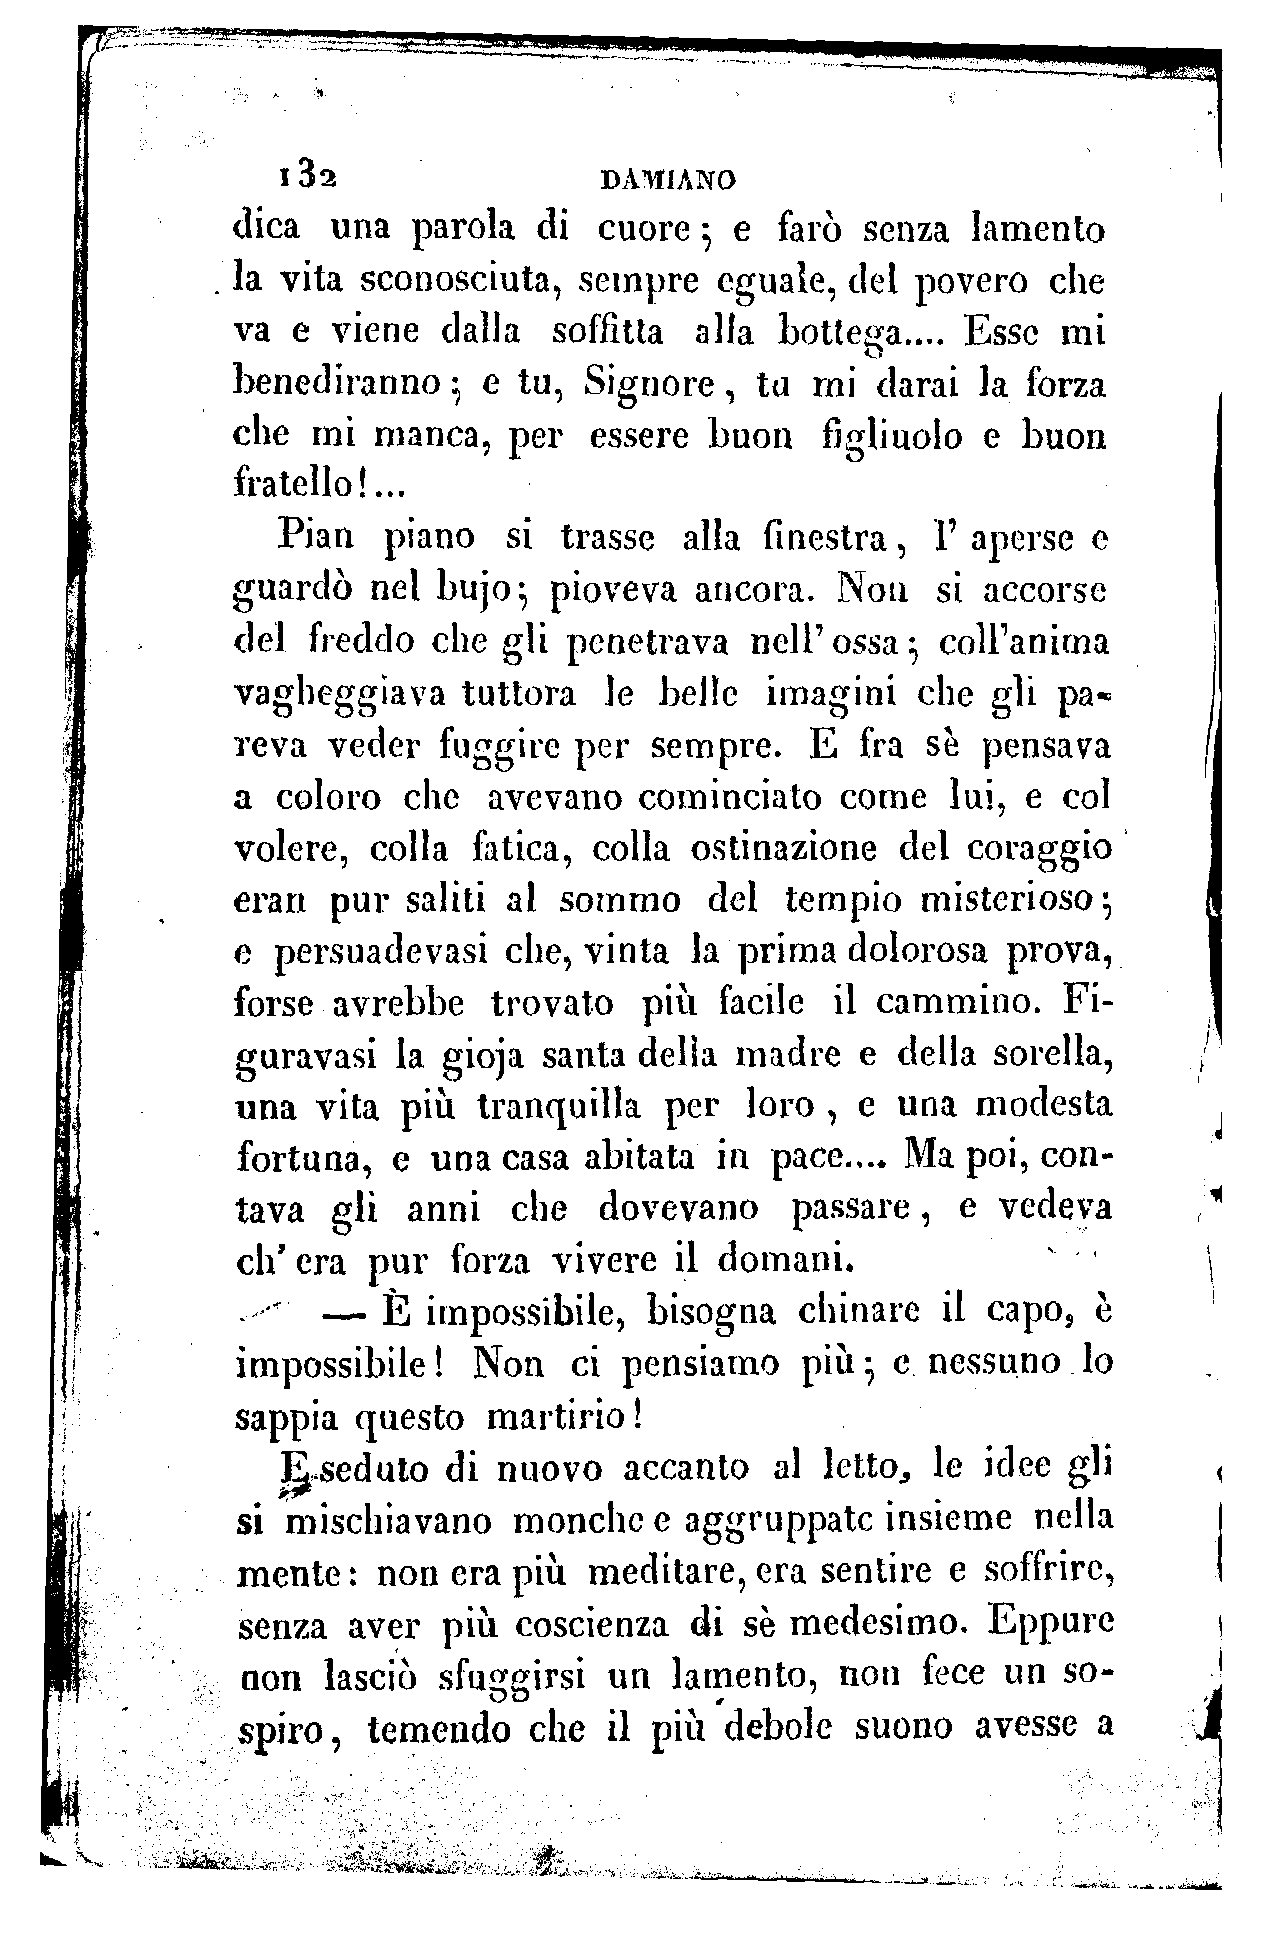 132 DAMIANO
dica una parola di cuore; e farò senza lamento
la vita sconosciuta, sempre eguale, del povero che
va e viene dalla soffitta alla bottega.... Esse mi
benediranno; e tu, Signore, tu mi darai la forza
che mi manca, per essere buon figliuolo e buon
fratello!...
Pian piano si trasse alla finestra, l' aperse e
guardò nel bujo; pioveva ancora. Non si accorse
del freddo che gli penetrava nell' ossa; coll'anima
vagheggiava tuttora le belle imagini che gli pa-
reva veder fuggire per sempre. E fra sè pensava
a coloro che avevano cominciato come lui, e col
volere, colla fatica, colla ostinazione del coraggio
eran pur saliti al sommo del tempio misterioso;
e persuadevasi che, vinta la prima dolorosa prova,
forse avrebbe trovato più facile il cammino. Fi-
guravasi la gioja santa della madre e della sorella,
una vita più tranquilla per loro, e una modesta
fortuna, e una casa abitata in pace.... Ma poi, con-
tava gli anni che dovevano passare, e vedeva
ch' era pur forza vivere il domani.
— È impossibile, bisogna chinare il capo, è
impossibile! Non ci pensiamo più; e nessuno lo
sappia questo martirio!
E seduto di nuovo accanto al letto, le idee gli
si mischiavano monche e aggruppate insieme nella
mente: non era più meditare, era sentire e soffrire,
senza aver più coscienza di sè medesimo. Eppure
non lasciò sfuggirsi un lamento, non fece un so-
spiro, temendo che il più debole suono avesse a